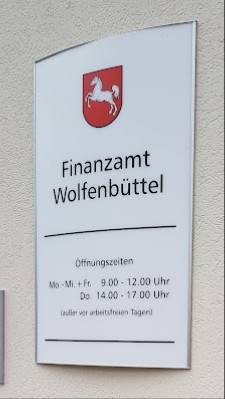 Finanzamt
Wolfenbüttel
Öffnungszeiten
Mo.-Mi. + Fr. 9.00 - 12.00 Uhr
Do. 14.00 - 17.00 Uhr
(außer vor arbeitsfreien Tagen)